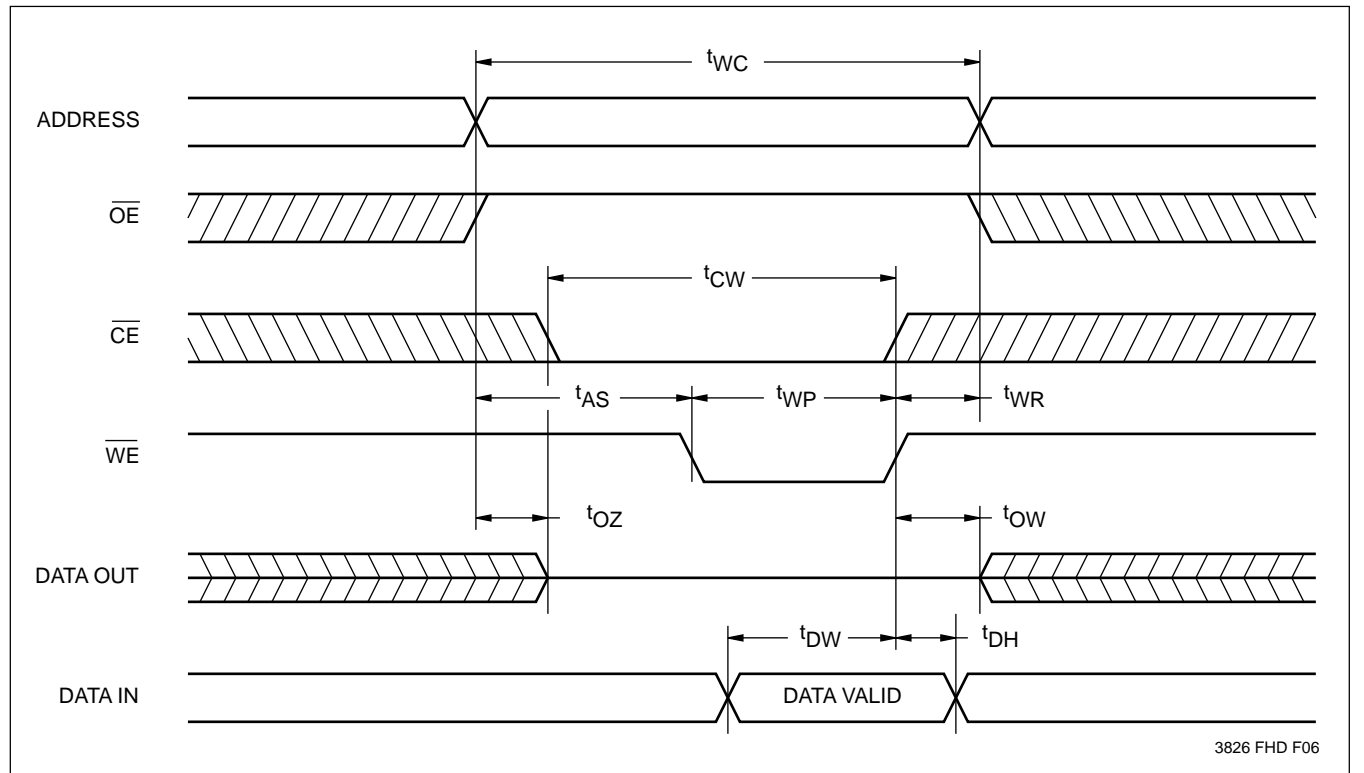 tWC
ADDRESS
OE
tCW
CE
tAS tWP tWR
WE
tOZ tOW
DATA OUT
tDW tDH
DATA IN DATA VALID
3826 FHD F06